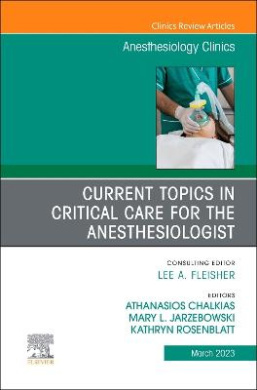 Clinics Review Articles
Anesthesiology Clinics
CURRENT TOPICS IN
CRITICAL CARE FOR THE
ANESTHESIOLOGIST
CONSULTING EDITOR
LEE A. FLEISHER
EDITORS
ATHANASIOS CHALKIAS
MARY L. JARZEBOWSKI
KATHRYN ROSENBLATT
ELSEVIER
March 2023